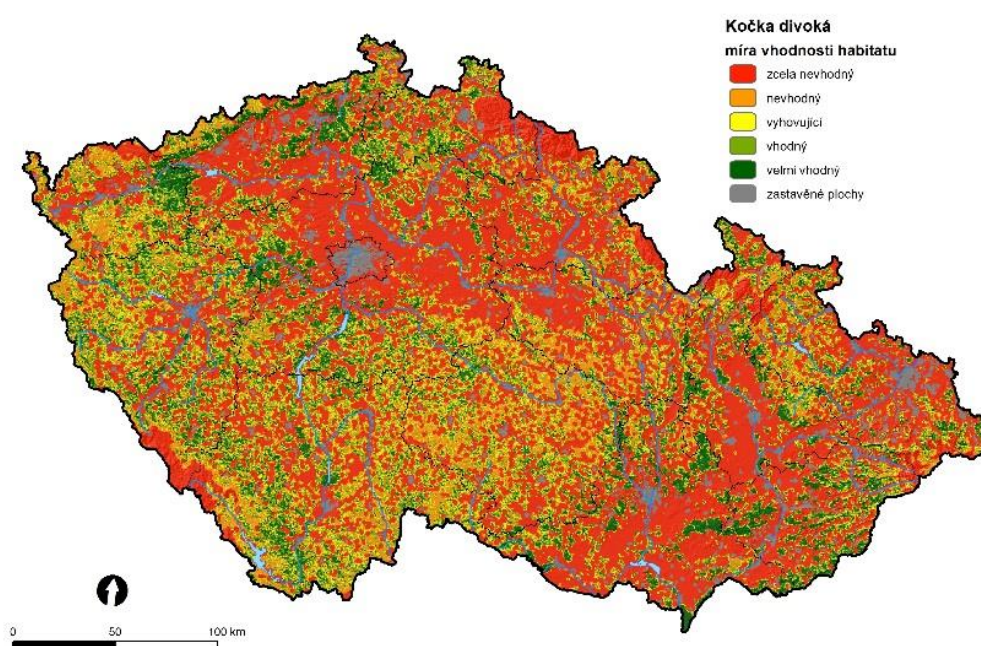 Kočka divoká
míra vhodnosti habitatu
zcela nevhodný
nevhodný
vyhovující
vhodný
velmi vhodný
zastavěné plochy
0 50 100 km